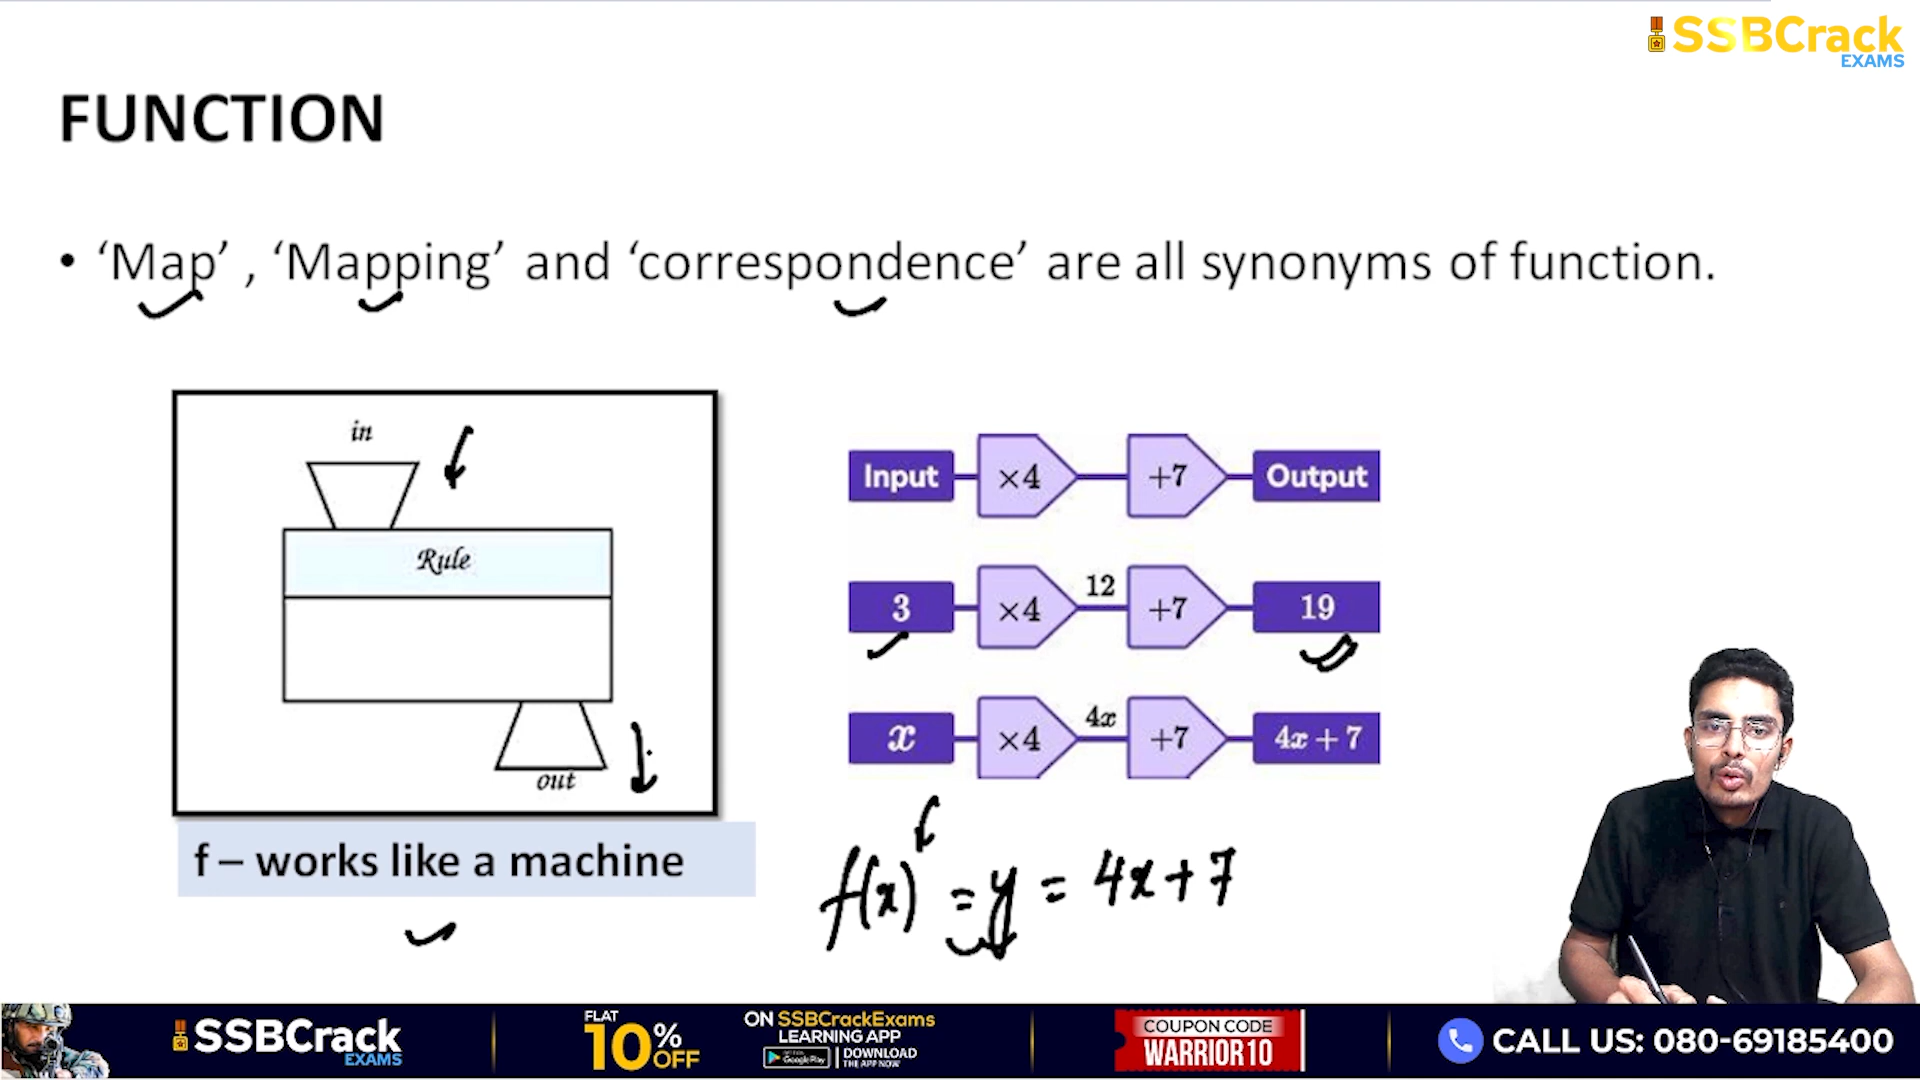 SSBCrack
EXAMS
FUNCTION
• ‘Map’ , ‘Mapping’ and ‘correspondence’ are all synonyms of function.
in
Rule
out
f – works like a machine
Input ×4 +7 Output
3 ×4 12 +7 19
x ×4 4x +7 4x + 7
f(x) = y = 4x+7
SSBCrack
EXAMS
FLAT
10% OFF
ON SSBCrackExams
LEARNING APP
Google Play
DOWNLOAD
THE APP NOW
COUPON CODE
WARRIOR10
CALL US: 080-69185400